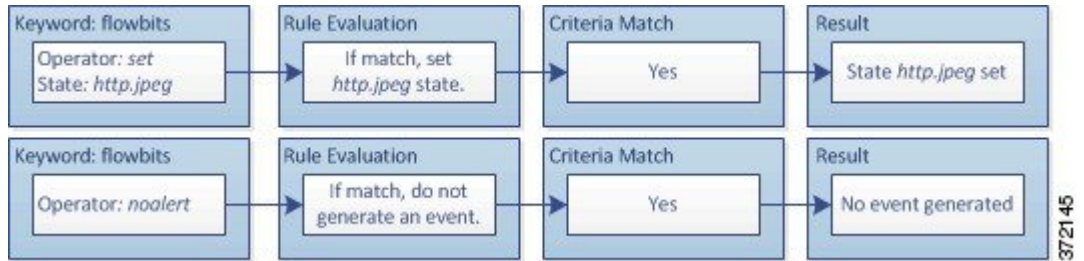 Keyword: flowbits
Operator: set
State: http.jpeg
Rule Evaluation
If match, set
http.jpeg state.
Criteria Match
Yes
Result
State http.jpeg set
Keyword: flowbits
Operator: noalert
Rule Evaluation
If match, do not
generate an event.
Criteria Match
Yes
Result
No event generated
372145